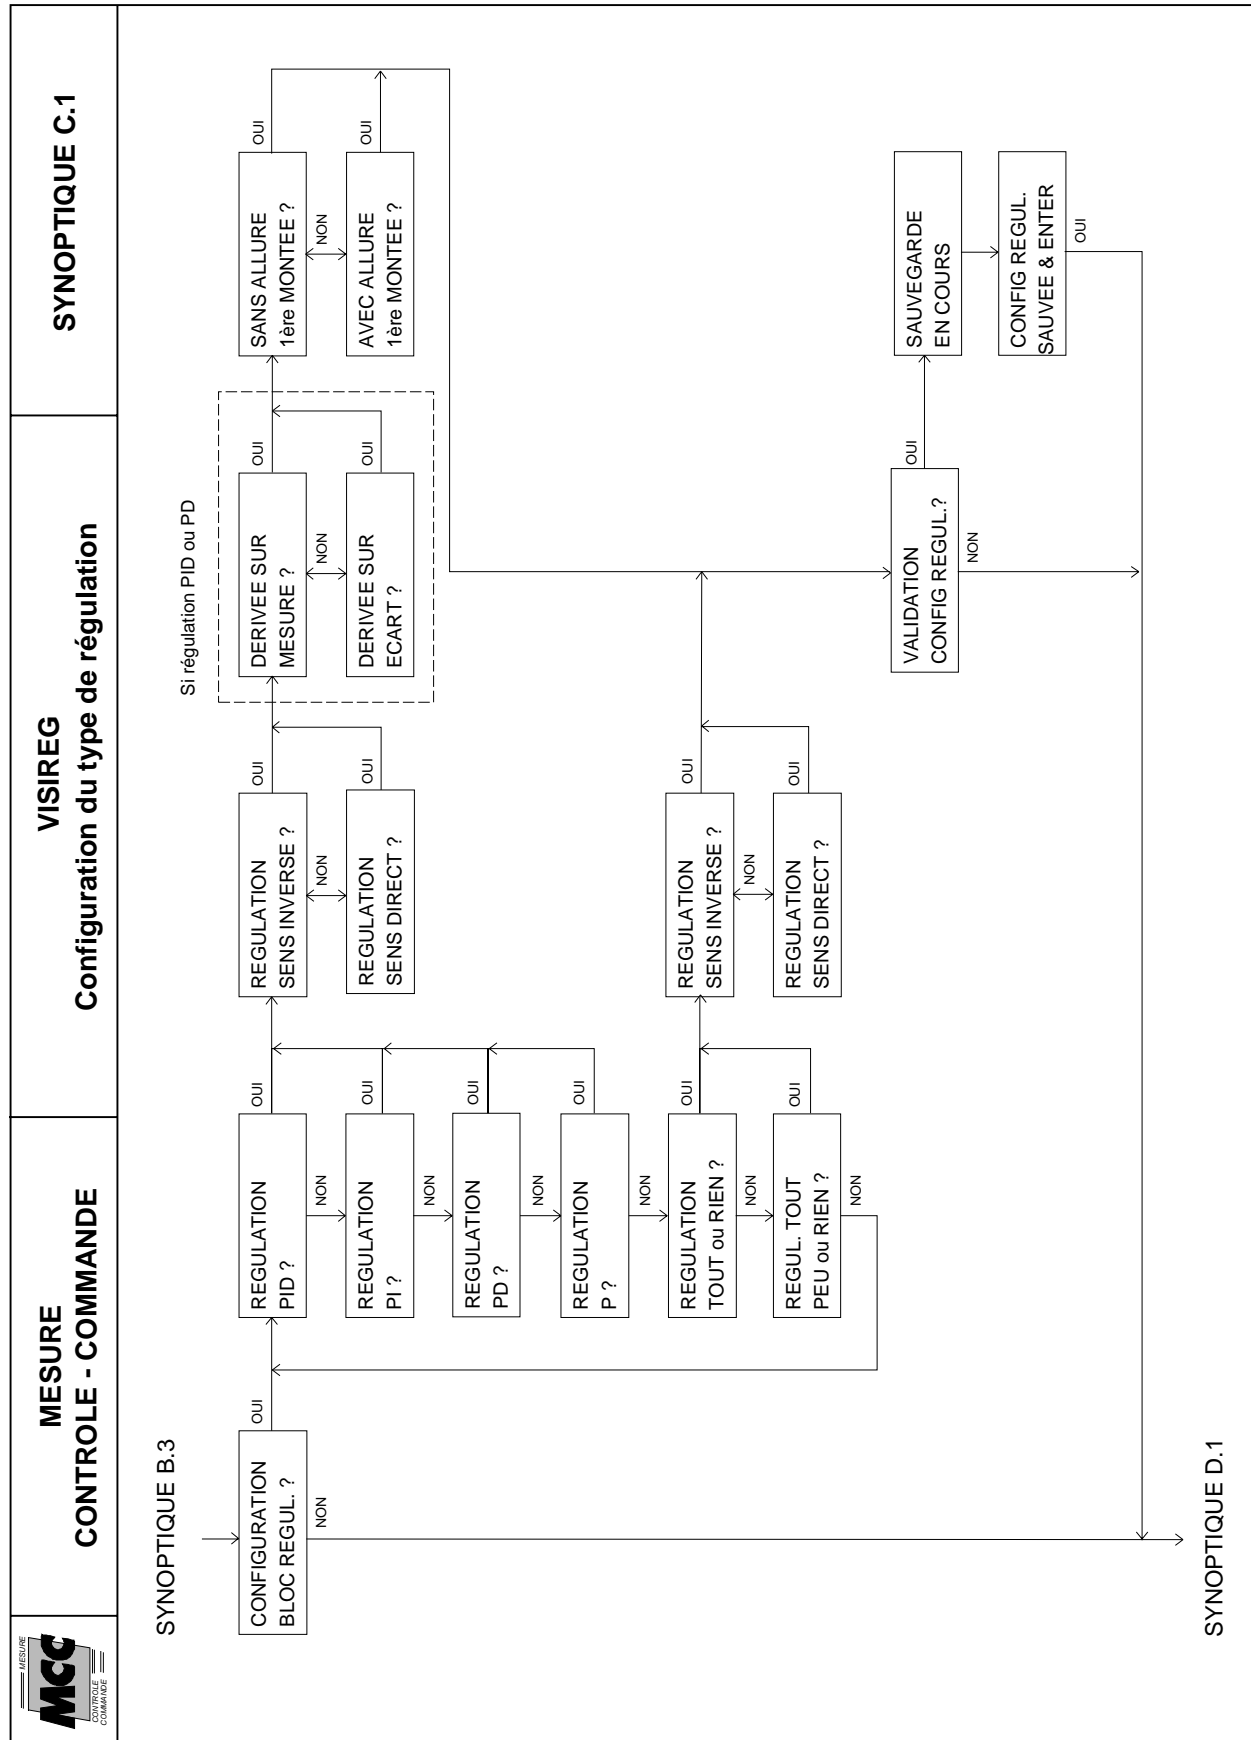 MESURE
MCC
CONTROLE
COMMANDE
MESURE
CONTROLE - COMMANDE
VISIREG
Configuration du type de régulation
SYNOPTIQUE C.1
SYNOPTIQUE B.3
CONFIGURATION
BLOC REGUL. ?
OUI
NON
REGULATION
PID ?
OUI
NON
REGULATION
PI ?
OUI
NON
REGULATION
PD ?
OUI
NON
REGULATION
P ?
OUI
NON
REGULATION
TOUT ou RIEN ?
OUI
NON
REGUL. TOUT
PEU ou RIEN ?
OUI
NON
REGULATION
SENS INVERSE ?
OUI
NON
REGULATION
SENS DIRECT ?
OUI
Si régulation PID ou PD
DERIVEE SUR
MESURE ?
OUI
NON
DERIVEE SUR
ECART ?
OUI
SANS ALLURE
1ère MONTEE ?
OUI
NON
AVEC ALLURE
1ère MONTEE ?
OUI
REGULATION
SENS INVERSE ?
OUI
NON
REGULATION
SENS DIRECT ?
OUI
VALIDATION
CONFIG REGUL.?
OUI
NON
SAUVEGARDE
EN COURS
CONFIG REGUL.
SAUVEE & ENTER
OUI
SYNOPTIQUE D.1